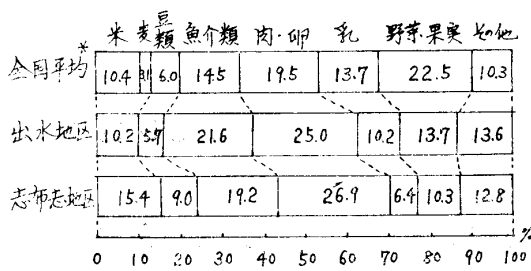 米 麦 豆類 魚介類 肉・卵 乳 野菜.果実 その他
全国平均* 10.4 3.1 6.0 14.5 19.5 13.7 22.5 10.3
出水地区 10.2 5.7 21.6 25.0 10.2 13.7 13.6
志布志地区 15.4 9.0 19.2 26.9 6.4 10.3 12.8
0 10 20 30 40 50 60 70 80 90 100 %